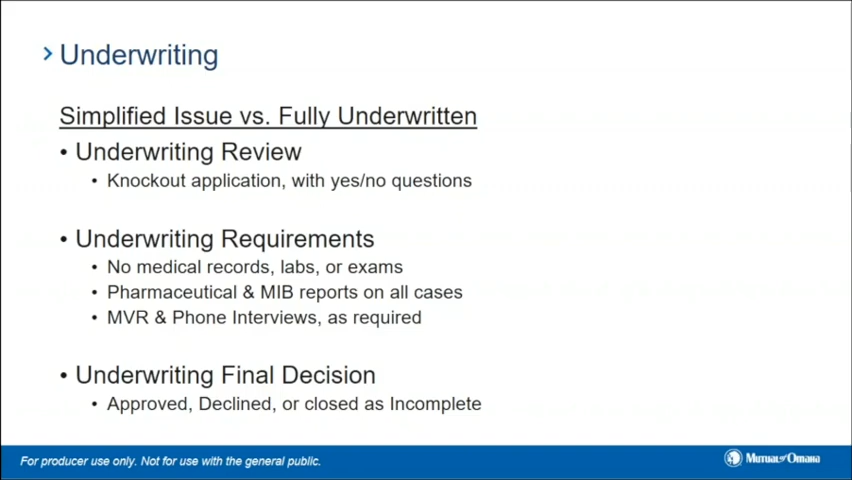 Underwriting
Simplified Issue vs. Fully Underwritten
• Underwriting Review
• Knockout application, with yes/no questions
• Underwriting Requirements
• No medical records, labs, or exams
• Pharmaceutical & MIB reports on all cases
• MVR & Phone Interviews, as required
• Underwriting Final Decision
• Approved, Declined, or closed as Incomplete
For producer use only. Not for use with the general public.
Mutual of Omaha